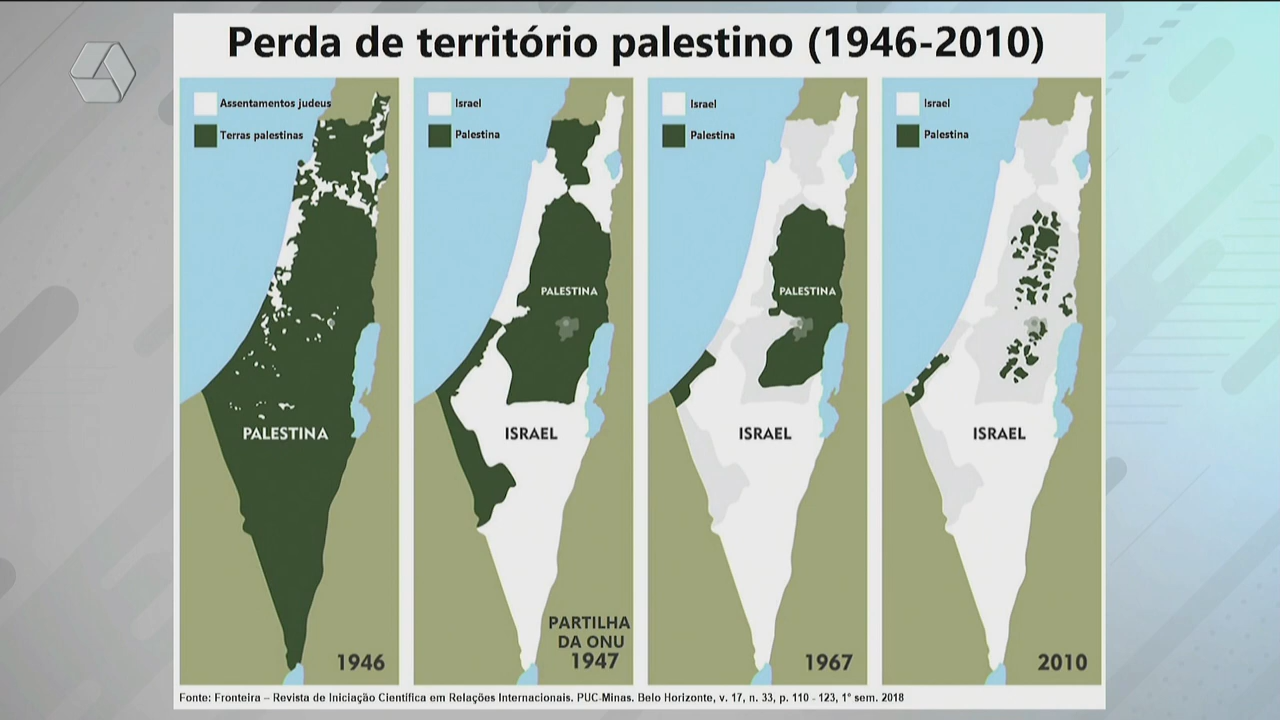 Perda de território palestino (1946-2010)
Assentamentos judeus
Terras palestinas
PALESTINA
1946
Israel
Palestina
PALESTINA
ISRAEL
PARTILHA
DA ONU
1947
Israel
Palestina
PALESTINA
ISRAEL
1967
Israel
Palestina
ISRAEL
2010
Fonte: Fronteira – Revista de Iniciação Científica em Relações Internacionais. PUC-Minas. Belo Horizonte, v. 17, n. 33, p. 110 - 123, 1° sem. 2018